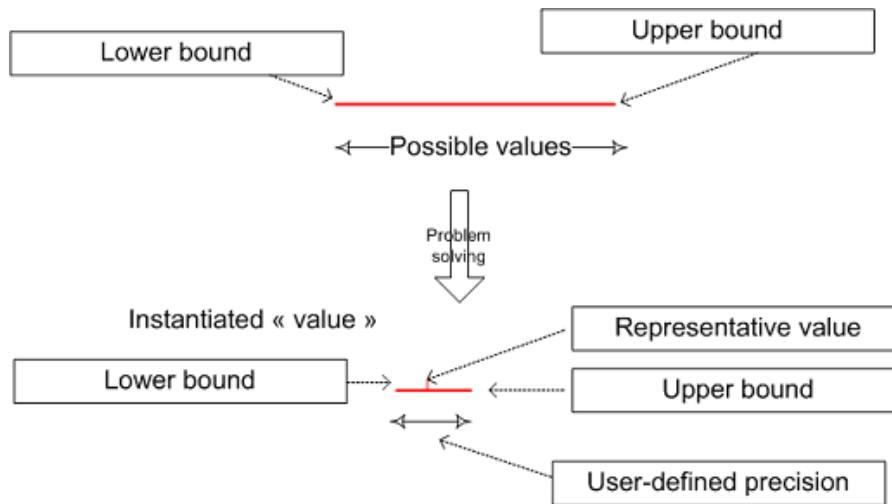 Upper bound
Lower bound
Possible values
Problem
solving
Instantiated « value »
Representative value
Lower bound
Upper bound
User-defined precision